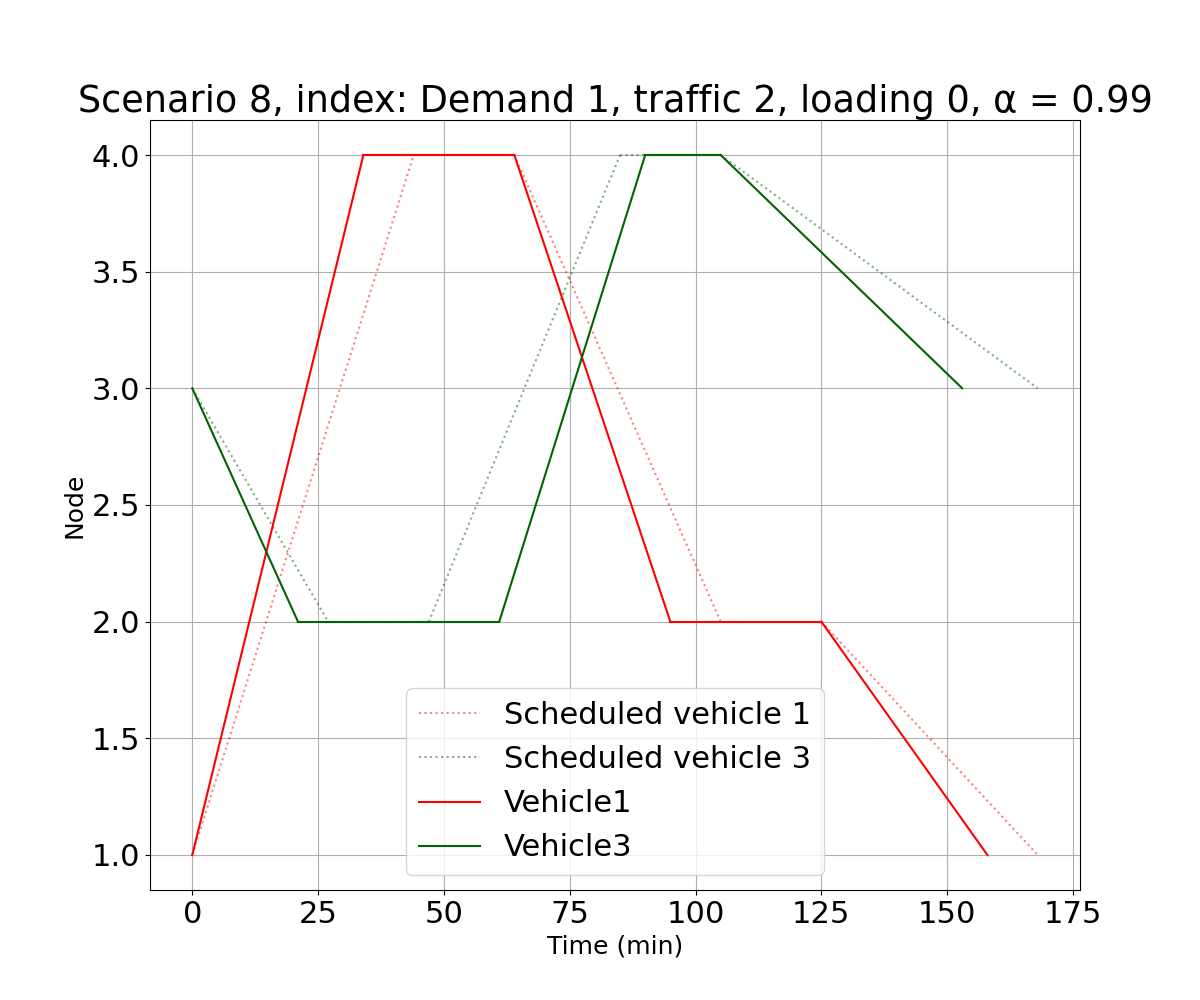 Scenario 8, index: Demand 1, traffic 2, loading 0, α = 0.99
4.0
3.5
3.0
2.5
2.0
1.5
1.0
Node
Scheduled vehicle 1
Scheduled vehicle 3
Vehicle1
Vehicle3
0 25 50 75 100 125 150 175
Time (min)